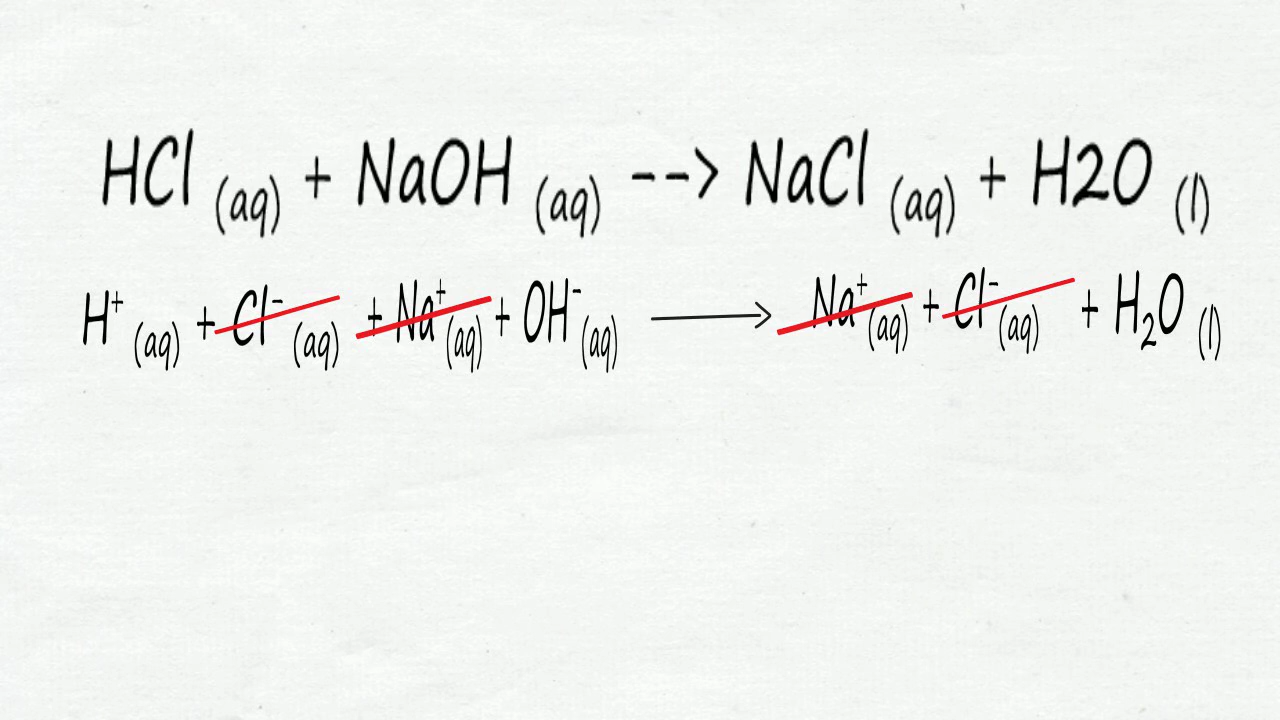 HCl (aq) + NaOH (aq) --> NaCl (aq) + H2O (l)
H⁺ (aq) + Cl⁻ (aq) + Na⁺ (aq) + OH⁻ (aq) ⟶ Na⁺ (aq) + Cl⁻ (aq) + H₂O (l)